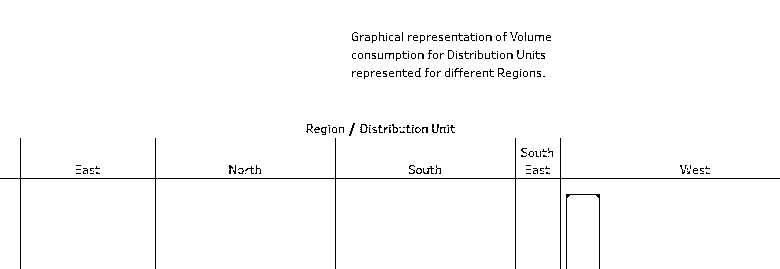 Graphical representation of Volume
consumption for Distribution Units
represented for different Regions.
Region / Distribution Unit
East
North
South
South
East
West